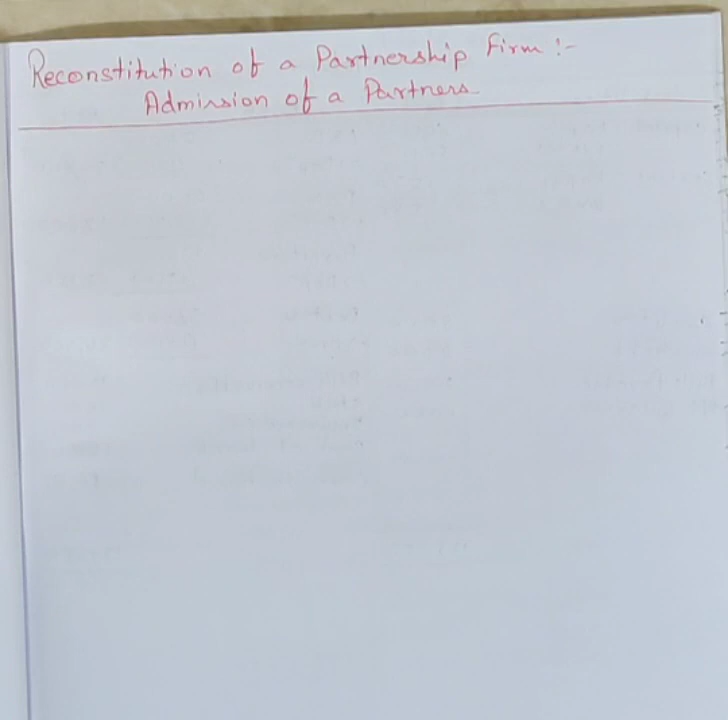 Reconstitution of a Partnership Firm :-
Admission of a Partners